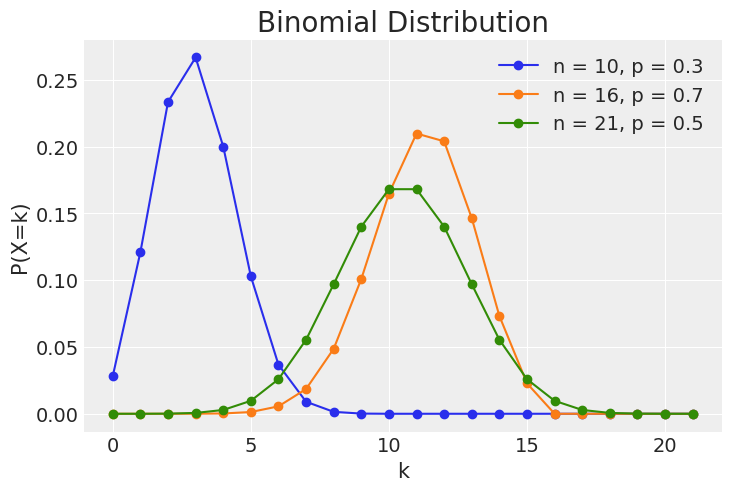 Binomial Distribution
n = 10, p = 0.3
n = 16, p = 0.7
n = 21, p = 0.5
P(X=k)
0.25
0.20
0.15
0.10
0.05
0.00
0 5 10 15 20
k